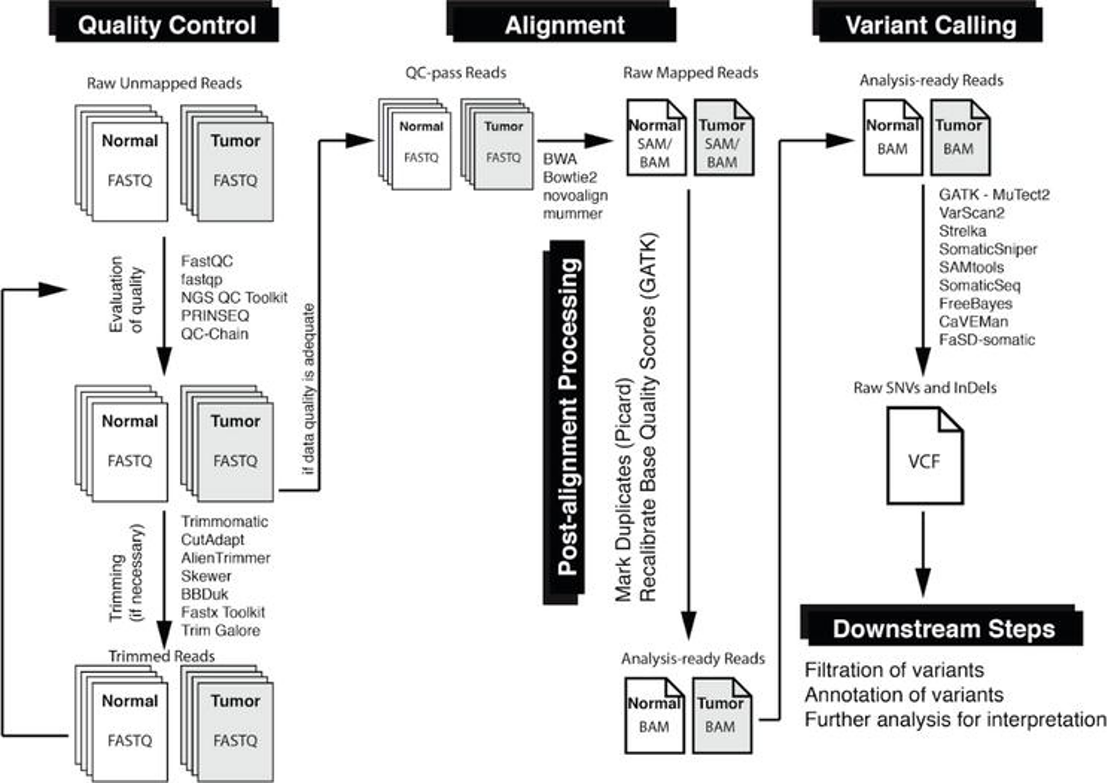 Quality Control
Raw Unmapped Reads
Normal
FASTQ
Tumor
FASTQ
Evaluation
of quality
FastQC
fastqp
NGS QC Toolkit
PRINSEQ
QC-Chain
Normal
FASTQ
Tumor
FASTQ
if data quality is adequate
Trimming
(if necessary)
Trimmomatic
CutAdapt
AlienTrimmer
Skewer
BBDuk
Fastx Toolkit
Trim Galore
Trimmed Reads
Normal
FASTQ
Tumor
FASTQ
Alignment
QC-pass Reads
Normal
FASTQ
Tumor
FASTQ
BWA
Bowtie2
novoalign
mummer
Raw Mapped Reads
Normal
SAM/
BAM
Tumor
SAM/
BAM
Post-alignment Processing
Mark Duplicates (Picard)
Recalibrate Base Quality Scores (GATK)
Analysis-ready Reads
Normal
BAM
Tumor
BAM
Variant Calling
Analysis-ready Reads
Normal
BAM
Tumor
BAM
GATK - MuTect2
VarScan2
Strelka
SomaticSniper
SAMtools
SomaticSeq
FreeBayes
CaVEMan
FaSD-somatic
Raw SNVs and InDels
VCF
Downstream Steps
Filtration of variants
Annotation of variants
Further analysis for interpretation